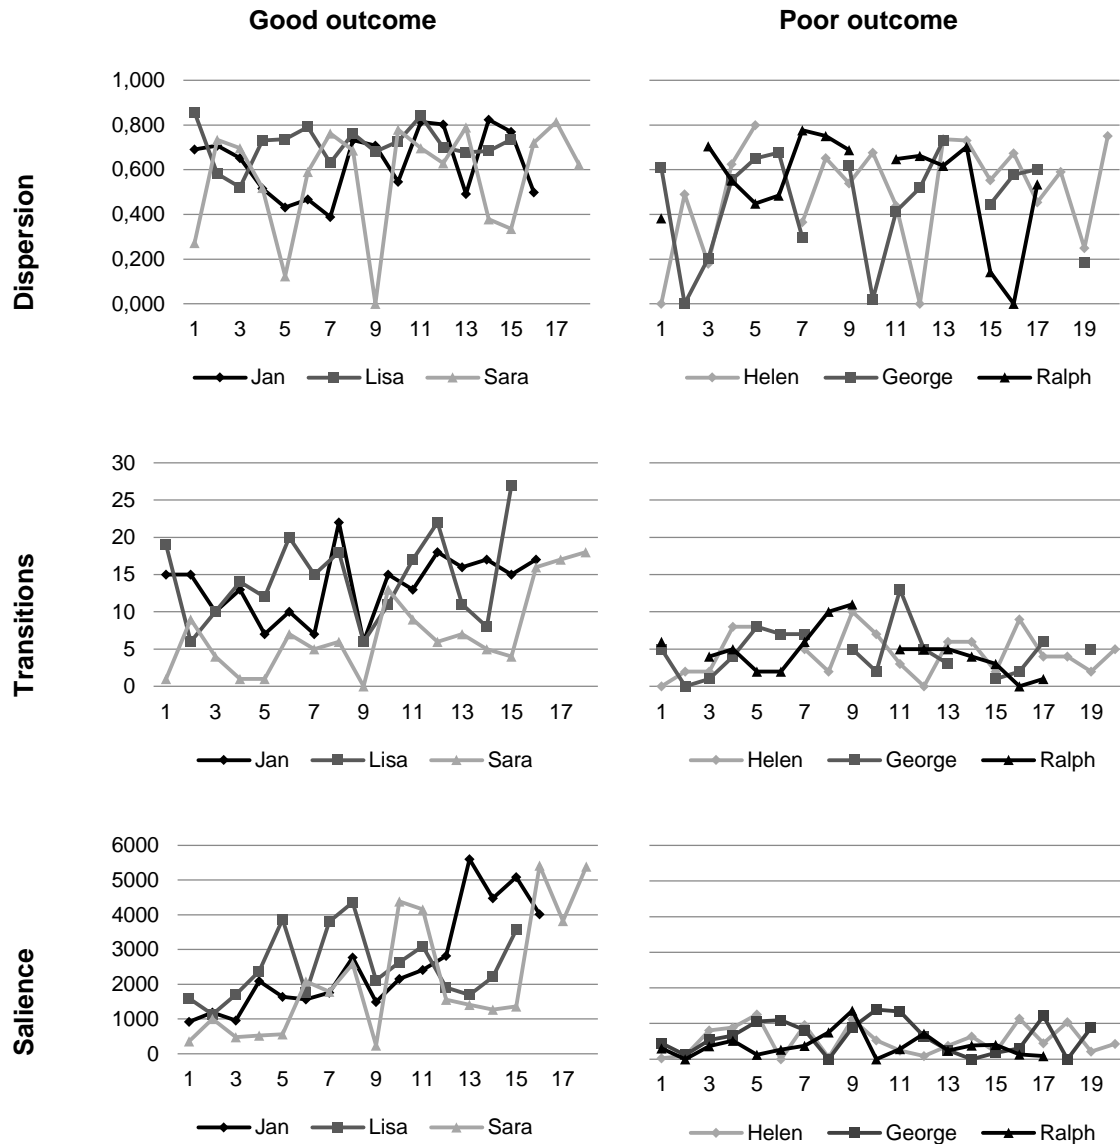 Good outcome Poor outcome
Dispersion
1,000
0,800
0,600
0,400
0,200
0,000
1 3 5 7 9 11 13 15 17
1 3 5 7 9 11 13 15 17 19
Jan Lisa Sara
Helen George Ralph
Transitions
30
25
20
15
10
5
0
1 3 5 7 9 11 13 15 17
1 3 5 7 9 11 13 15 17 19
Jan Lisa Sara
Helen George Ralph
Salience
6000
5000
4000
3000
2000
1000
0
1 3 5 7 9 11 13 15 17
1 3 5 7 9 11 13 15 17 19
Jan Lisa Sara
Helen George Ralph